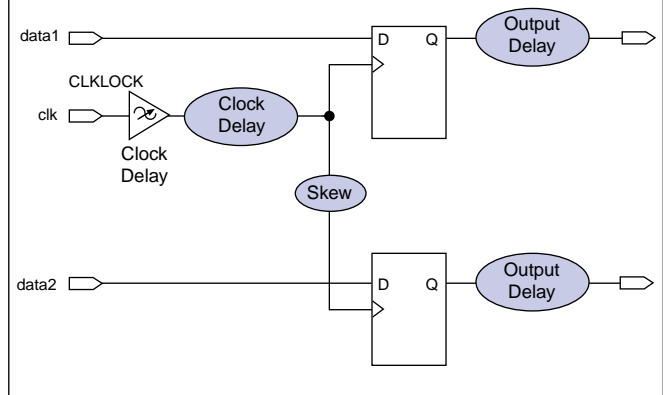 data1
D
Q
Output
Delay
CLKLOCK
clk
Clock
Delay
Clock
Delay
Skew
data2
D
Q
Output
Delay